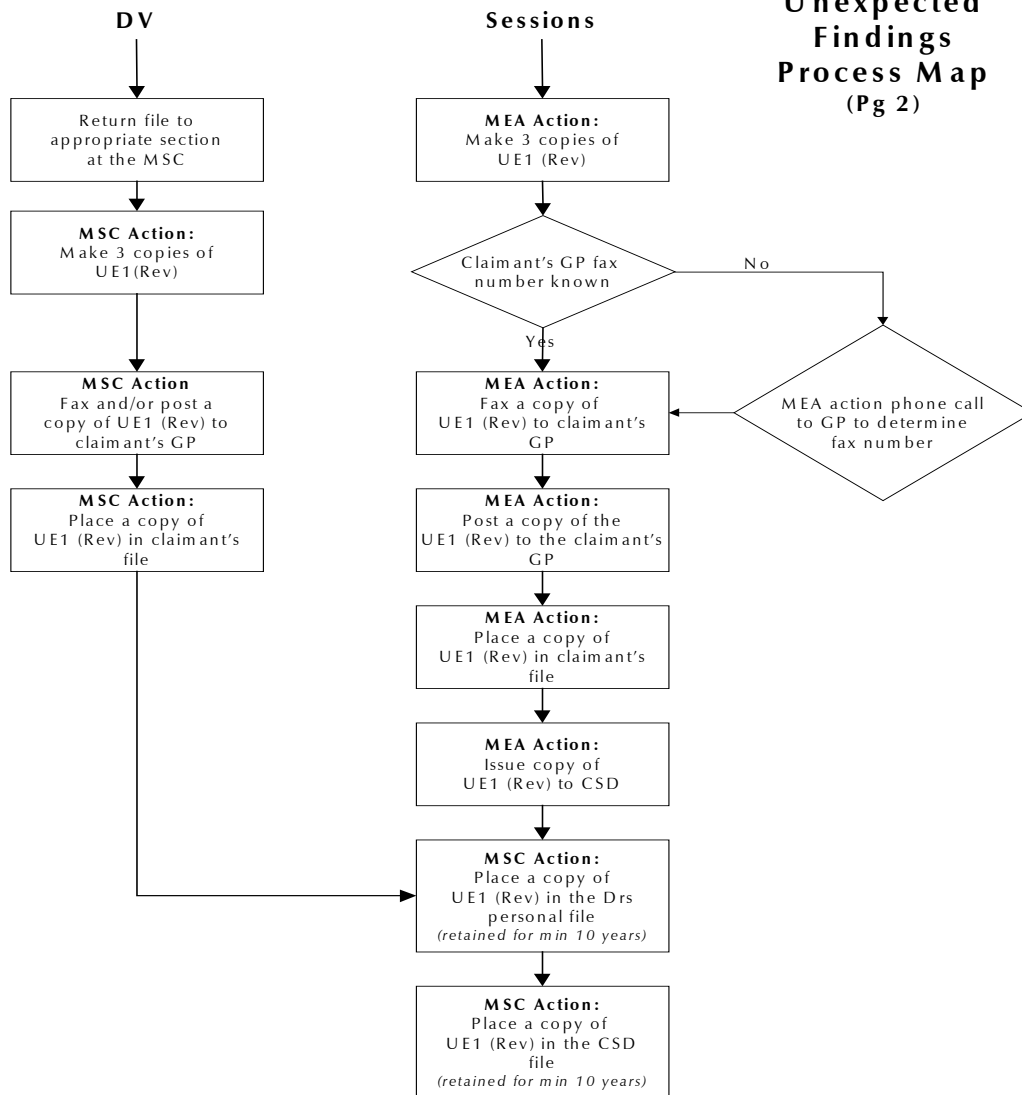 Unexpected
Findings
Process Map
(Pg 2)
DV
Return file to
appropriate section
at the MSC
MSC Action:
Make 3 copies of
UE1(Rev)
MSC Action
Fax and/or post a
copy of UE1 (Rev) to
claimant's GP
MSC Action:
Place a copy of
UE1 (Rev) in claimant's
file
Sessions
MEA Action:
Make 3 copies of
UE1 (Rev)
Claimant's GP fax
number known
No
Yes
MEA action phone call
to GP to determine
fax number
MEA Action:
Fax a copy of
UE1 (Rev) to claimant's
GP
MEA Action:
Post a copy of the
UE1 (Rev) to the claimant's
GP
MEA Action:
Place a copy of
UE1 (Rev) in claimant's
file
MEA Action:
Issue copy of
UE1 (Rev) to CSD
MSC Action:
Place a copy of
UE1 (Rev) in the Drs
personal file
(retained for min 10 years)
MSC Action:
Place a copy of
UE1 (Rev) in the CSD
file
(retained for min 10 years)